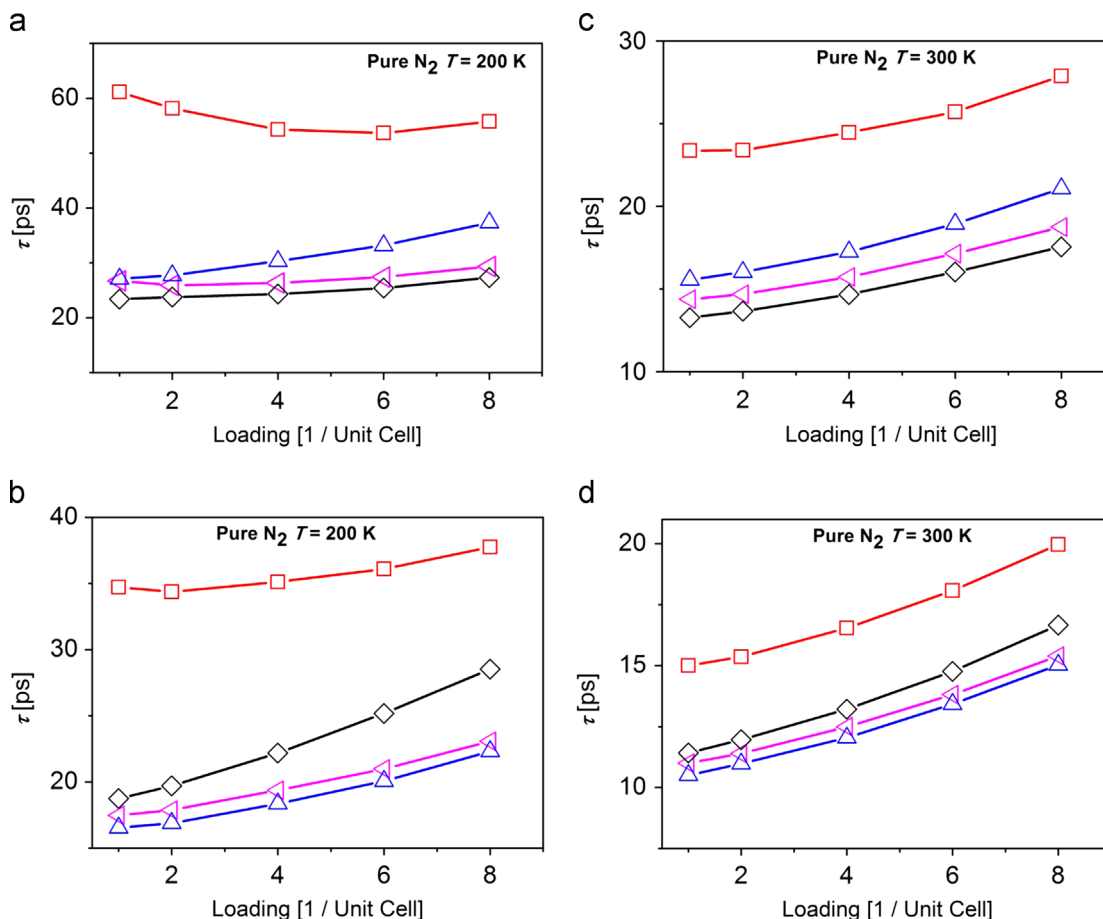 a
Pure N2 T = 200 K
60
40
20
τ [ps]
2 4 6 8
Loading [1 / Unit Cell]
b
Pure N2 T = 200 K
40
30
20
τ [ps]
2 4 6 8
Loading [1 / Unit Cell]
c
Pure N2 T = 300 K
30
20
10
τ [ps]
2 4 6 8
Loading [1 / Unit Cell]
d
Pure N2 T = 300 K
20
15
10
τ [ps]
2 4 6 8
Loading [1 / Unit Cell]